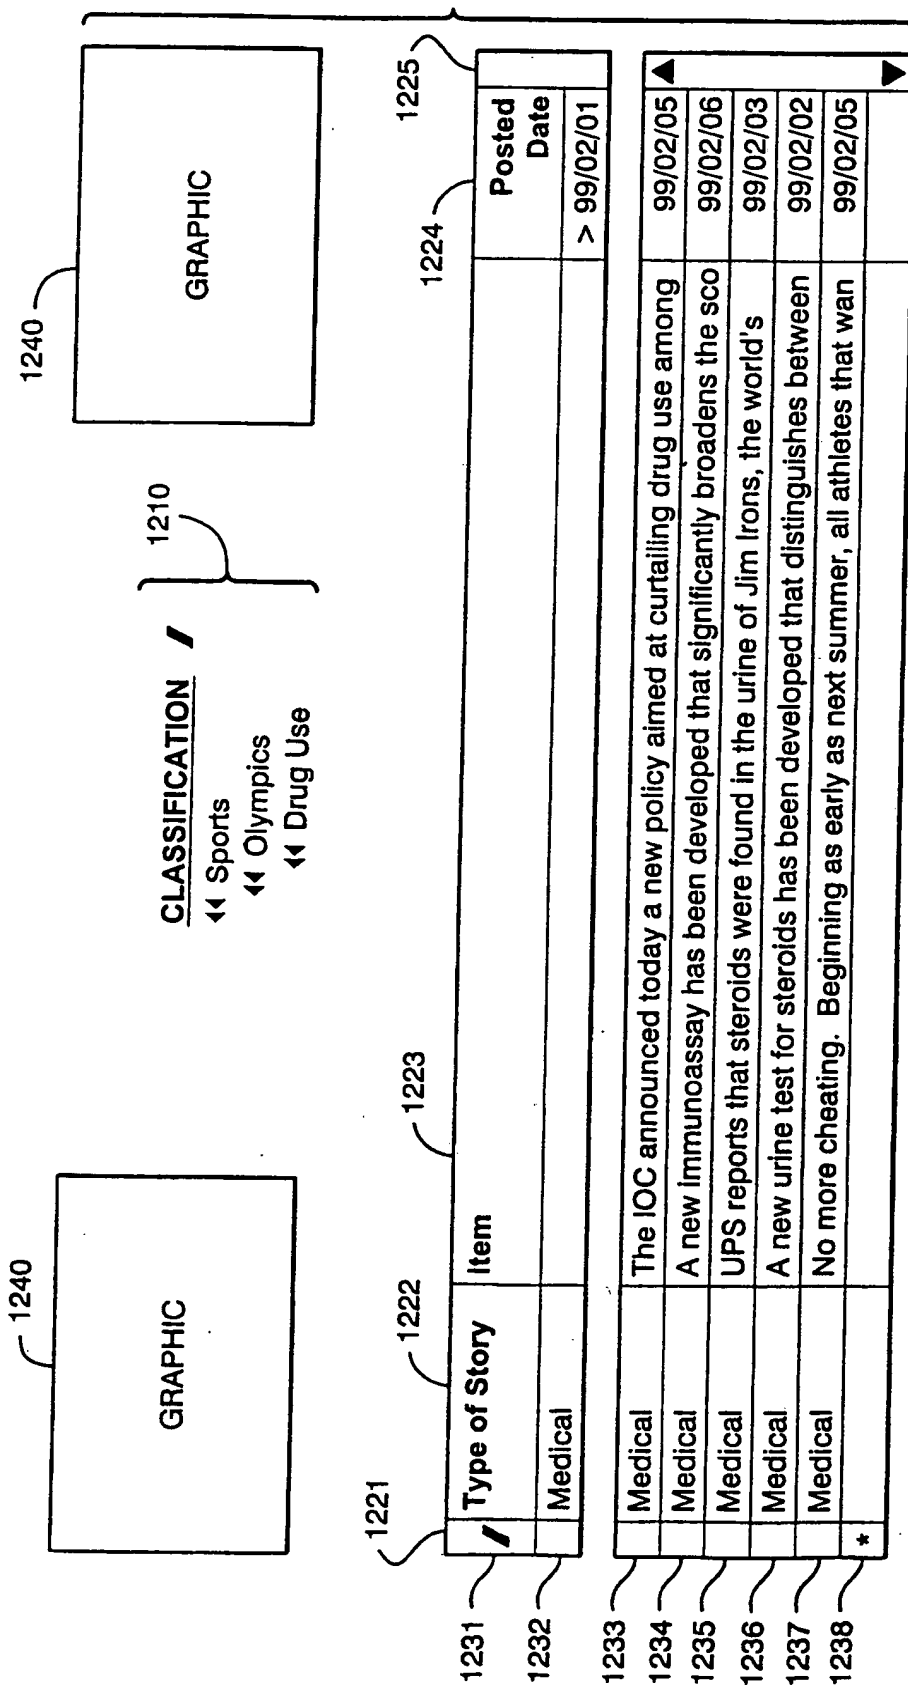 1240
1240
GRAPHIC
GRAPHIC
1210
CLASSIFICATION
Sports
Olympics
Drug Use
1221
1222
1223
1224
1225
1231
Type of Story
Item
Posted
Date
1232
Medical
> 99/02/01
1233
Medical
The IOC announced today a new policy aimed at curtailing drug use among
99/02/05
1234
Medical
A new immunoassay has been developed that significantly broadens the sco
99/02/06
1235
Medical
UPS reports that steroids were found in the urine of Jim Irons, the world's
99/02/03
1236
Medical
A new urine test for steroids has been developed that distinguishes between
99/02/02
1237
Medical
No more cheating. Beginning as early as next summer, all athletes that wan
99/02/05
1238
*